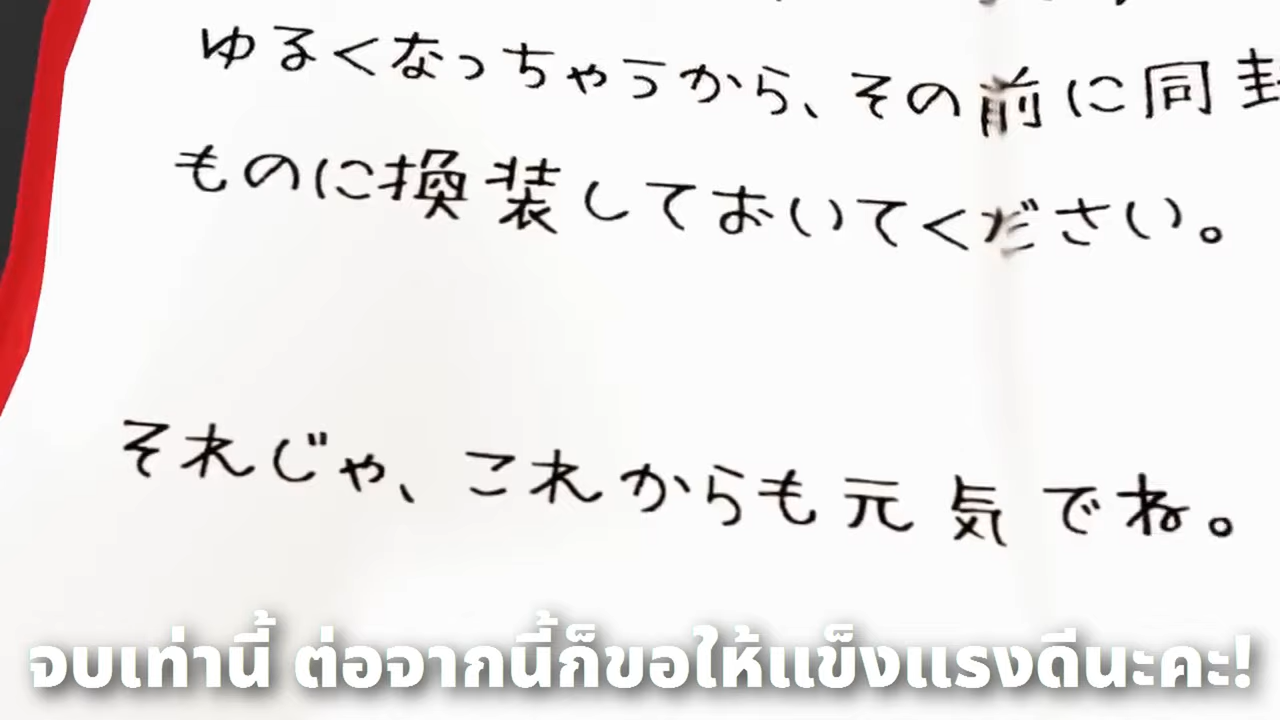 ゆるくなっちゃうから、その前に同封
ものに換装しておいてください。
それじゃ、これからも元気でね。
จบเท่านี้ ต่อจากนี้ก็ขอให้แข็งแรงดีนะคะ!